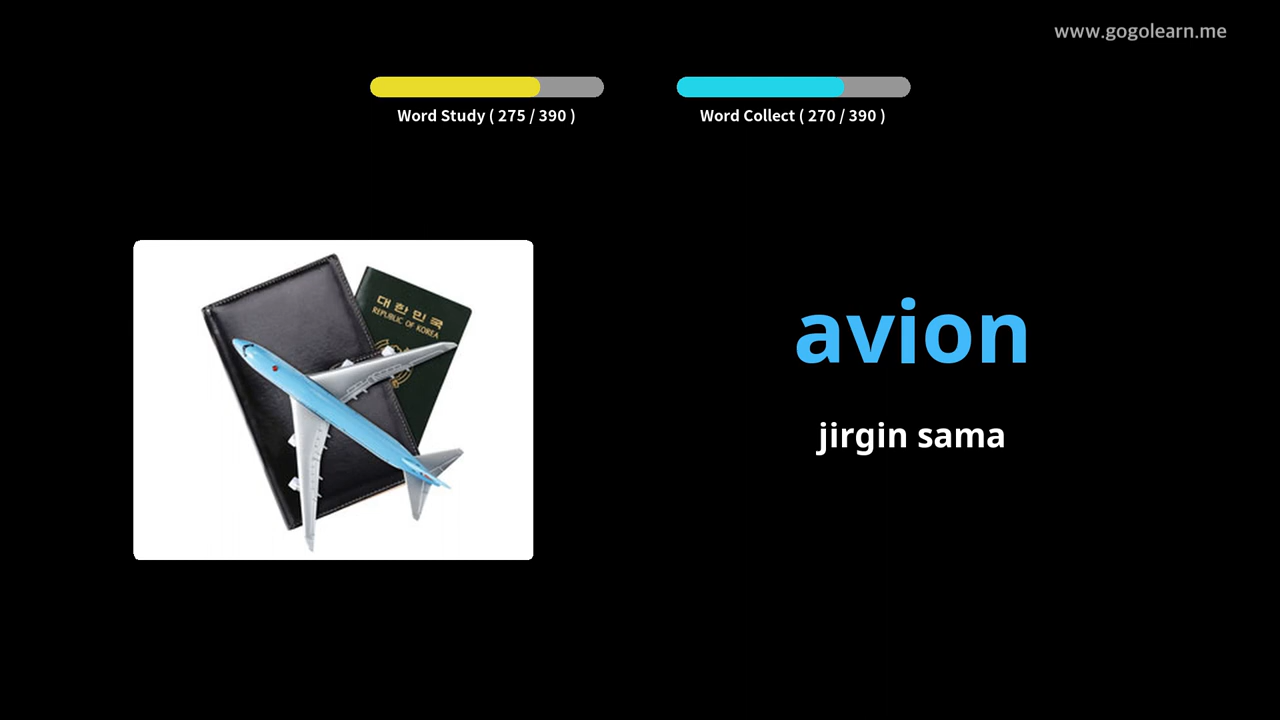 www.gogolearn.me
Word Study ( 275 / 390 )
Word Collect ( 270 / 390 )
대한민국
REPUBLIC OF KOREA
avion
jirgin sama